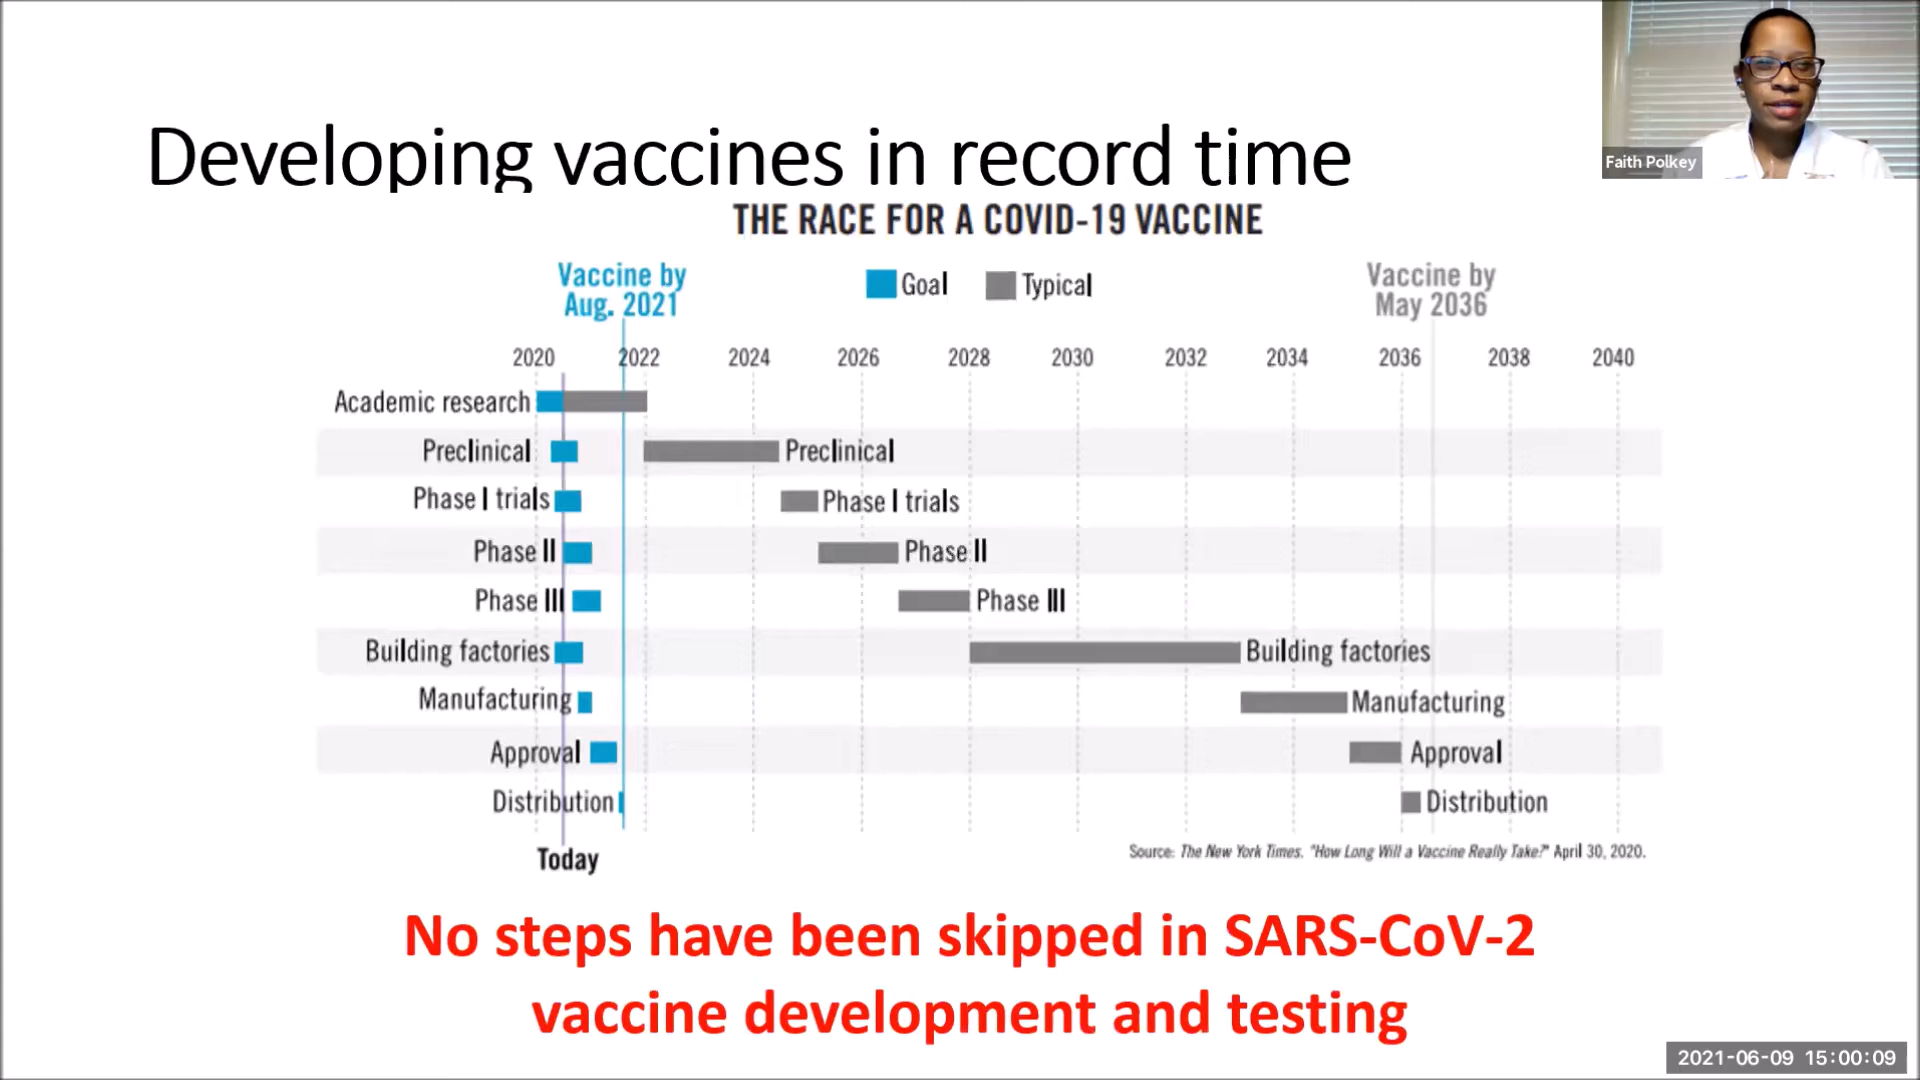 Faith Polkey
Developing vaccines in record time
THE RACE FOR A COVID-19 VACCINE
Vaccine by
Aug. 2021
Goal
Typical
Vaccine by
May 2036
2020 2022 2024 2026 2028 2030 2032 2034 2036 2038 2040
Academic research
Preclinical Preclinical
Phase I trials Phase I trials
Phase II Phase II
Phase III Phase III
Building factories Building factories
Manufacturing Manufacturing
Approval Approval
Distribution Distribution
Today
Source: The New York Times. "How Long Will a Vaccine Really Take?" April 30, 2020.
No steps have been skipped in SARS-CoV-2
vaccine development and testing
2021-06-09 15:00:09